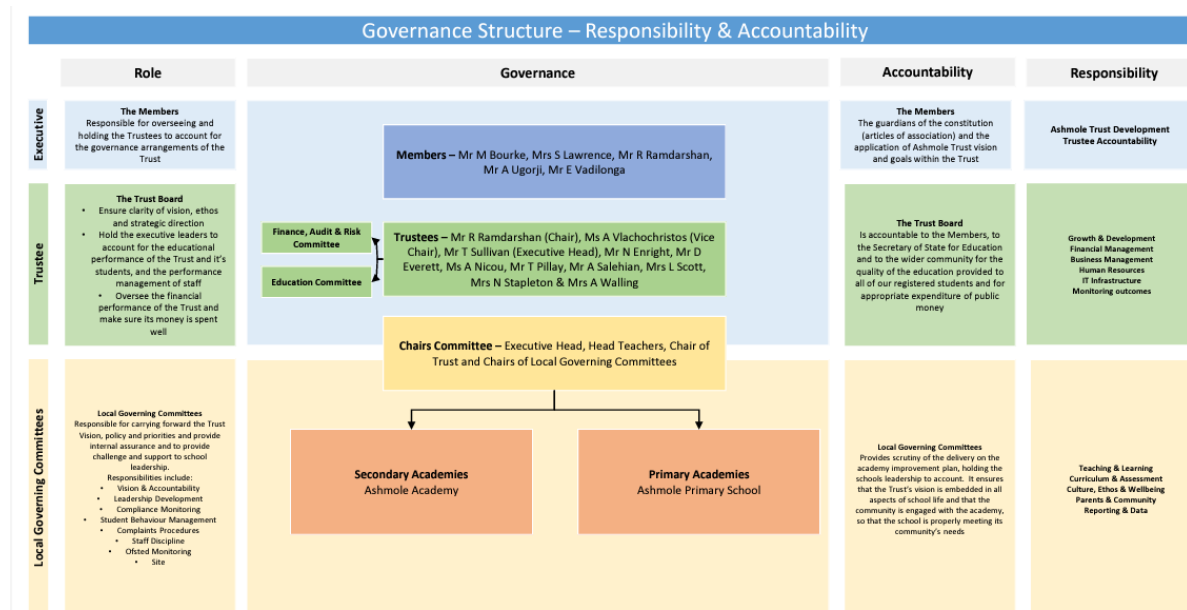 Governance Structure – Responsibility & Accountability
Role
Governance
Accountability
Responsibility
Executive
The Members
Responsible for overseeing and
holding the Trustees to account for
the governance arrangements of the
Trust
Members – Mr M Bourke, Mrs S Lawrence, Mr R Ramdarshan,
Mr A Ugorji, Mr E Vadilonga
The Members
The guardians of the constitution
(articles of association) and the
application of Ashmole Trust vision
and goals within the Trust
Ashmole Trust Development
Trustee Accountability
Trustee
The Trust Board
• Ensure clarity of vision, ethos
and strategic direction
• Hold the executive leaders to
account for the educational
performance of the Trust and it's
students, and the performance
management of staff
• Oversee the financial
performance of the Trust and
make sure its money is spent
well
Finance, Audit & Risk
Committee
Education Committee
Trustees – Mr R Ramdarshan (Chair), Ms A Vlachochristos (Vice
Chair), Mr T Sullivan (Executive Head), Mr N Enright, Mr D
Everett, Ms A Nicou, Mr T Pillay, Mr A Salehian, Mrs L Scott,
Mrs N Stapleton & Mrs A Walling
The Trust Board
Is accountable to the Members, to
the Secretary of State for Education
and to the wider community for the
quality of the education provided to
all of our registered students and for
appropriate expenditure of public
money
Growth & Development
Financial Management
Business Management
Human Resources
IT Infrastructure
Monitoring outcomes
Chairs Committee – Executive Head, Head Teachers, Chair of
Trust and Chairs of Local Governing Committees
Local Governing Committees
Local Governing Committees
Responsible for carrying forward the Trust
Vision, policy and priorities and provide
internal assurance and to provide
challenge and support to school
leadership.
Responsibilities include:
• Vision & Accountability
• Leadership Development
• Compliance Monitoring
• Student Behaviour Management
• Complaints Procedures
• Staff Discipline
• Ofsted Monitoring
• Site
Secondary Academies
Ashmole Academy
Primary Academies
Ashmole Primary School
Local Governing Committees
Provides scrutiny of the delivery on the
academy improvement plan, holding the
schools leadership to account. It ensures
that the Trust's vision is embedded in all
aspects of school life and that the
community is engaged with the academy,
so that the school is properly meeting its
community's needs
Teaching & Learning
Curriculum & Assessment
Culture, Ethos & Wellbeing
Parents & Community
Reporting & Data